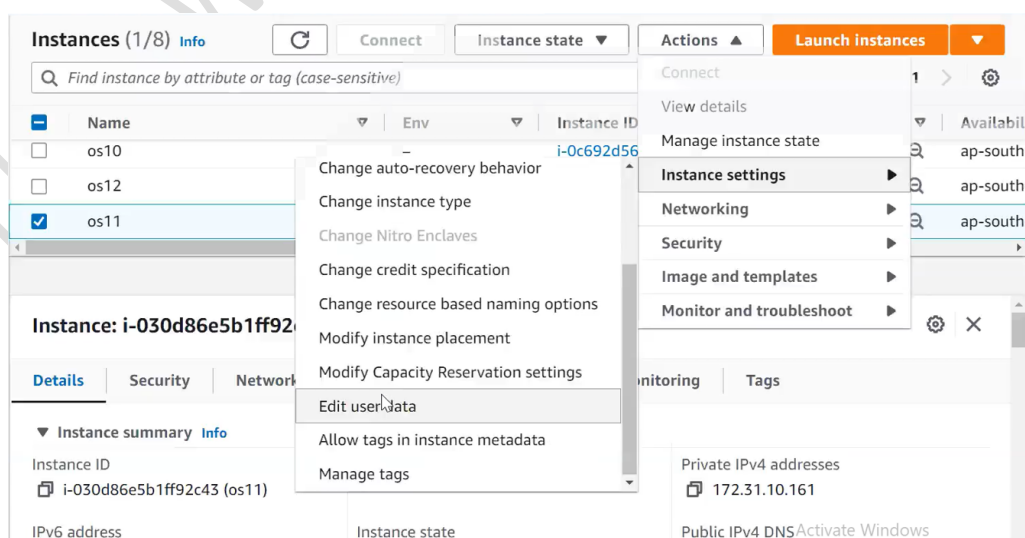 Instances (1/8) Info
Connect
Instance state
Actions
Launch instances
Find instance by attribute or tag (case-sensitive)
Connect
1
View details
Name
Env
Instance ID
Availabil
Manage instance state
os10
–
i-0c692d56
ap-south
Change auto-recovery behavior
Instance settings
os12
ap-south
Change instance type
Networking
os11
ap-south
Change Nitro Enclaves
Security
Change credit specification
Image and templates
Change resource based naming options
Monitor and troubleshoot
Instance: i-030d86e5b1ff92
Modify instance placement
Modify Capacity Reservation settings
Details
Security
Network
nitoring
Tags
Edit user data
Instance summary Info
Allow tags in instance metadata
Instance ID
Private IPv4 addresses
Manage tags
i-030d86e5b1ff92c43 (os11)
172.31.10.161
IPv6 address
Instance state
Public IPv4 DNS
Activate Windows